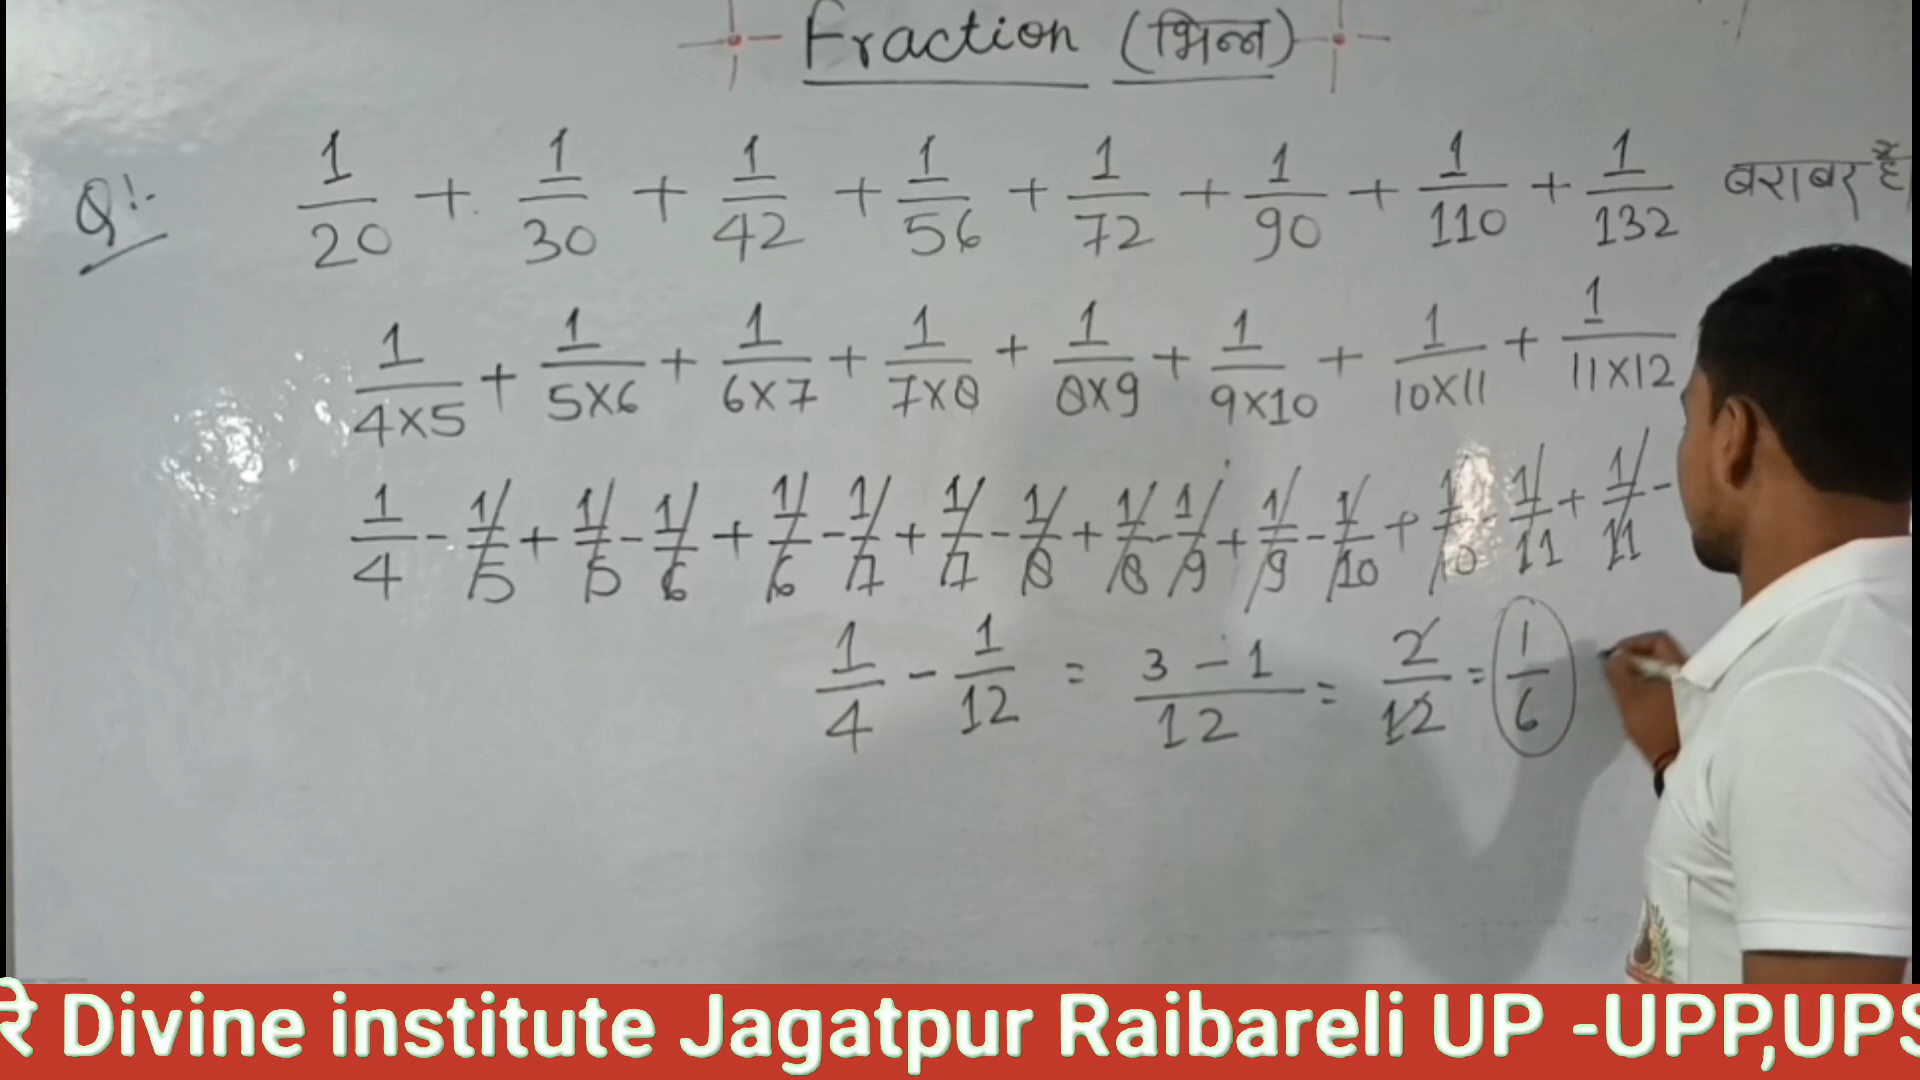 Fraction (भिन्न)
Q!- 1/20 + 1/30 + 1/42 + 1/56 + 1/72 + 1/90 + 1/110 + 1/132 बराबर है
1/4×5 + 1/5×6 + 1/6×7 + 1/7×8 + 1/8×9 + 1/9×10 + 1/10×11 + 1/11×12
1/4 - 1/5 + 1/5 - 1/6 + 1/6 - 1/7 + 1/7 - 1/8 + 1/8 - 1/9 + 1/9 - 1/10 + 1/10 - 1/11 + 1/11 -
1/4 - 1/12 = 3-1/12 = 2/12 = 1/6
रे Divine institute Jagatpur Raibareli UP -UPP,UPS